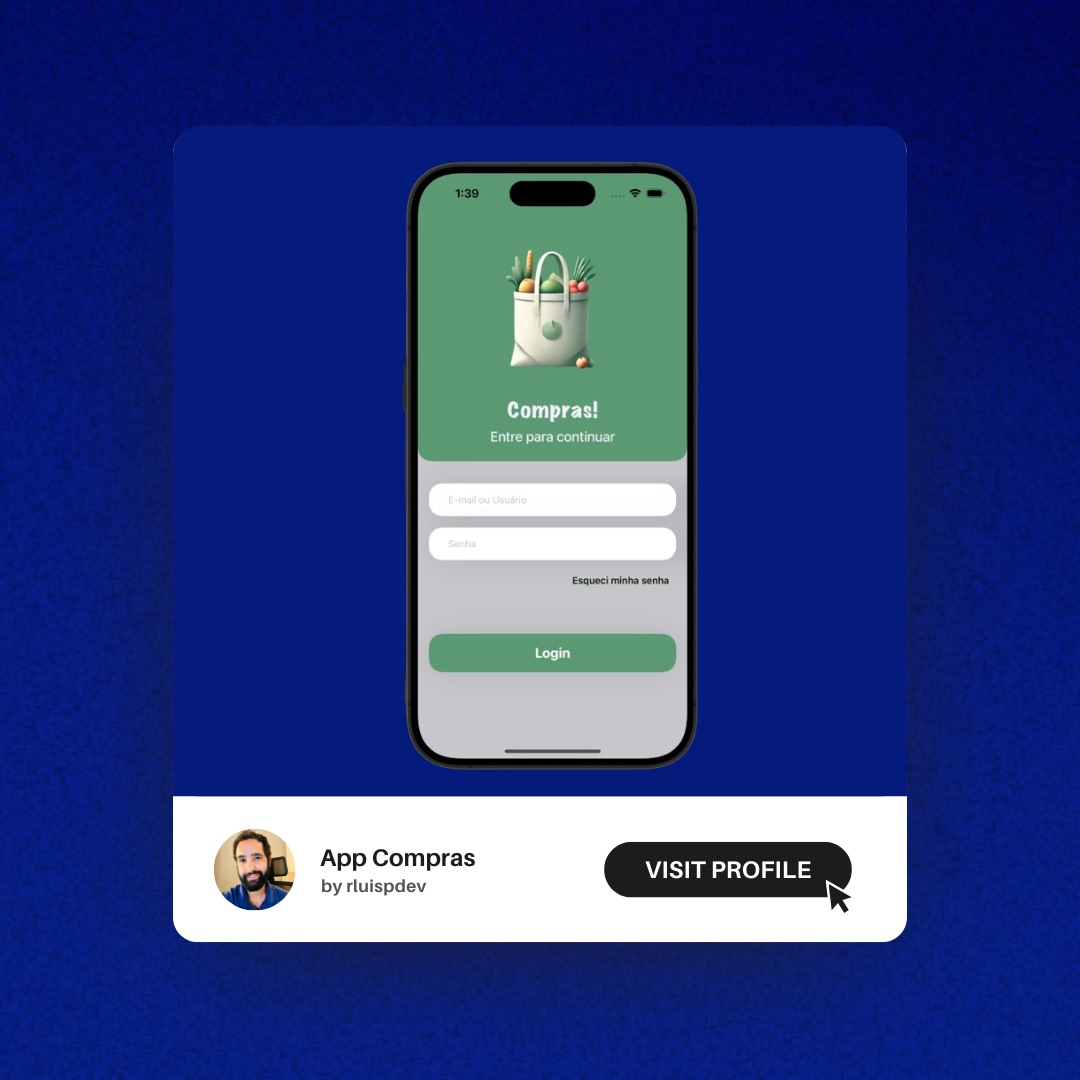 1:39
Compras!
Entre para continuar
E-mail ou Usuário
Senha
Esqueci minha senha
Login
App Compras
by rluispdev
VISIT PROFILE